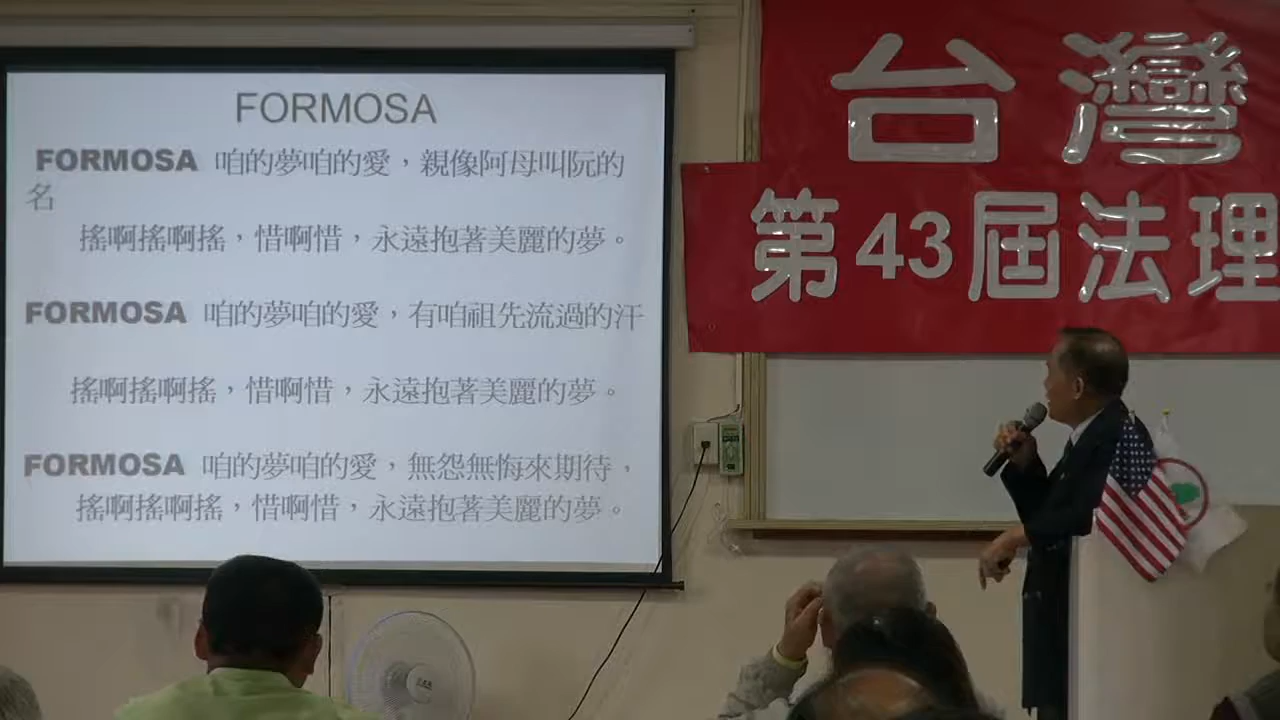 FORMOSA
FORMOSA 咱的夢咱的愛，親像阿母叫阮的
名
搖啊搖啊搖，惜啊惜，永遠抱著美麗的夢。
FORMOSA 咱的夢咱的愛，有咱祖先流過的汗
搖啊搖啊搖，惜啊惜，永遠抱著美麗的夢。
FORMOSA 咱的夢咱的愛，無怨無悔來期待，
搖啊搖啊搖，惜啊惜，永遠抱著美麗的夢。
台灣
第43屆法理